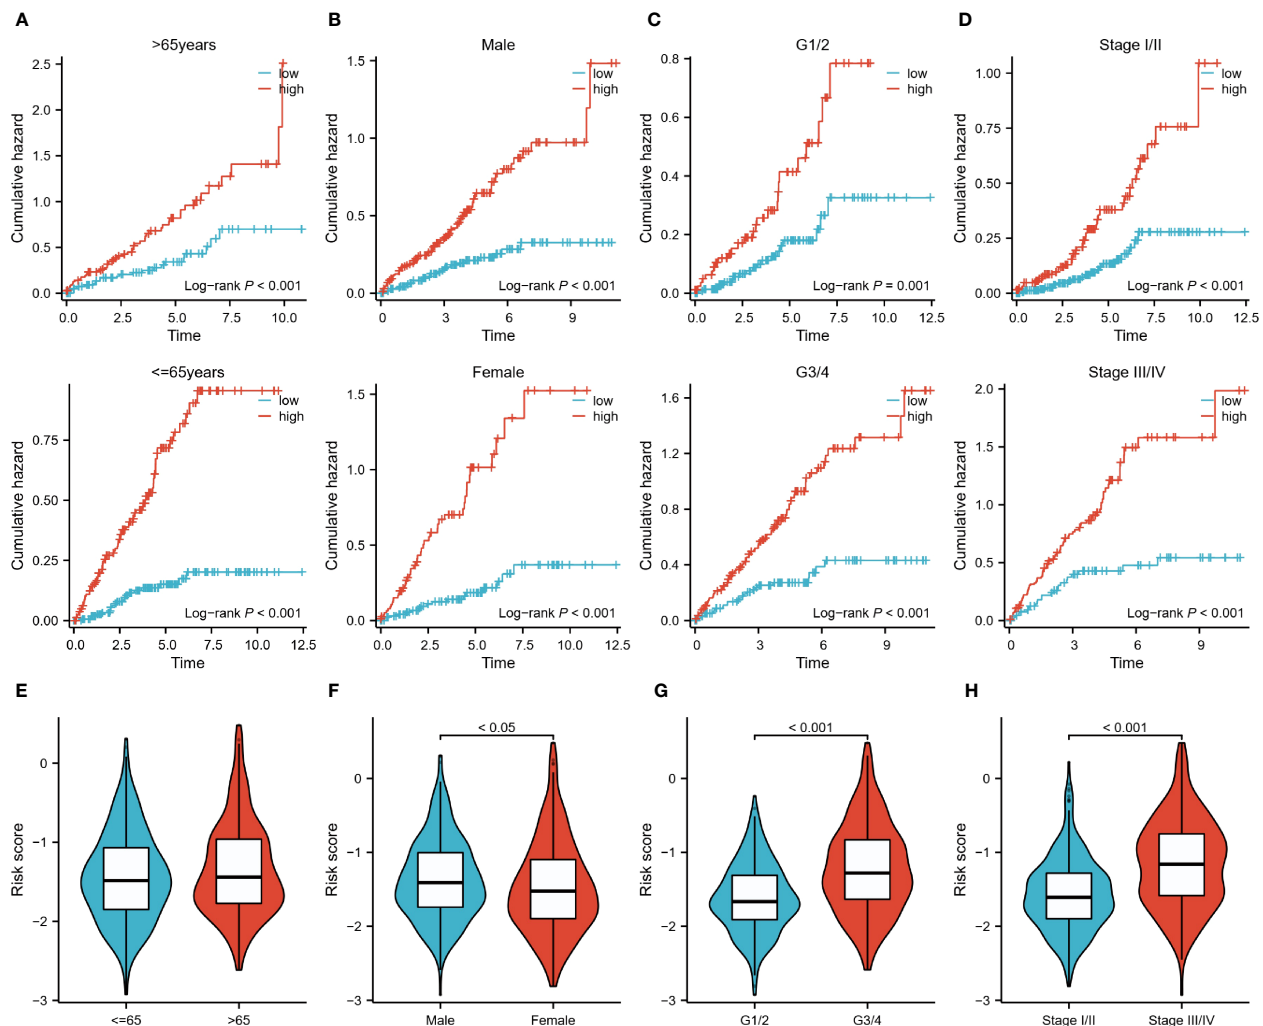 A
B
C
D
>65years
Male
G1/2
Stage I/II
Cumulative hazard
2.5
2.0
1.5
1.0
0.5
0.0
low
high
Log-rank P < 0.001
0.0 2.5 5.0 7.5 10.0
Time
Cumulative hazard
1.5
1.0
0.5
0.0
low
high
Log-rank P < 0.001
0 3 6 9
Time
Cumulative hazard
0.8
0.6
0.4
0.2
0.0
low
high
Log-rank P = 0.001
0.0 2.5 5.0 7.5 10.0 12.5
Time
Cumulative hazard
1.00
0.75
0.50
0.25
0.00
low
high
Log-rank P < 0.001
0.0 2.5 5.0 7.5 10.0 12.5
Time
<=65years
Female
G3/4
Stage III/IV
Cumulative hazard
0.75
0.50
0.25
0.00
low
high
Log-rank P < 0.001
0.0 2.5 5.0 7.5 10.0 12.5
Time
Cumulative hazard
1.5
1.0
0.5
0.0
low
high
Log-rank P < 0.001
0.0 2.5 5.0 7.5 10.0 12.5
Time
Cumulative hazard
1.6
1.2
0.8
0.4
0.0
low
high
Log-rank P < 0.001
0 3 6 9
Time
Cumulative hazard
2.0
1.5
1.0
0.5
0.0
low
high
Log-rank P < 0.001
0 3 6 9
Time
E
F
G
H
Risk score
0
−1
−2
−3
<=65 >65
Risk score
0
−1
−2
−3
< 0.05
Male Female
Risk score
0
−1
−2
−3
< 0.001
G1/2 G3/4
Risk score
0
−1
−2
−3
< 0.001
Stage I/II Stage III/IV